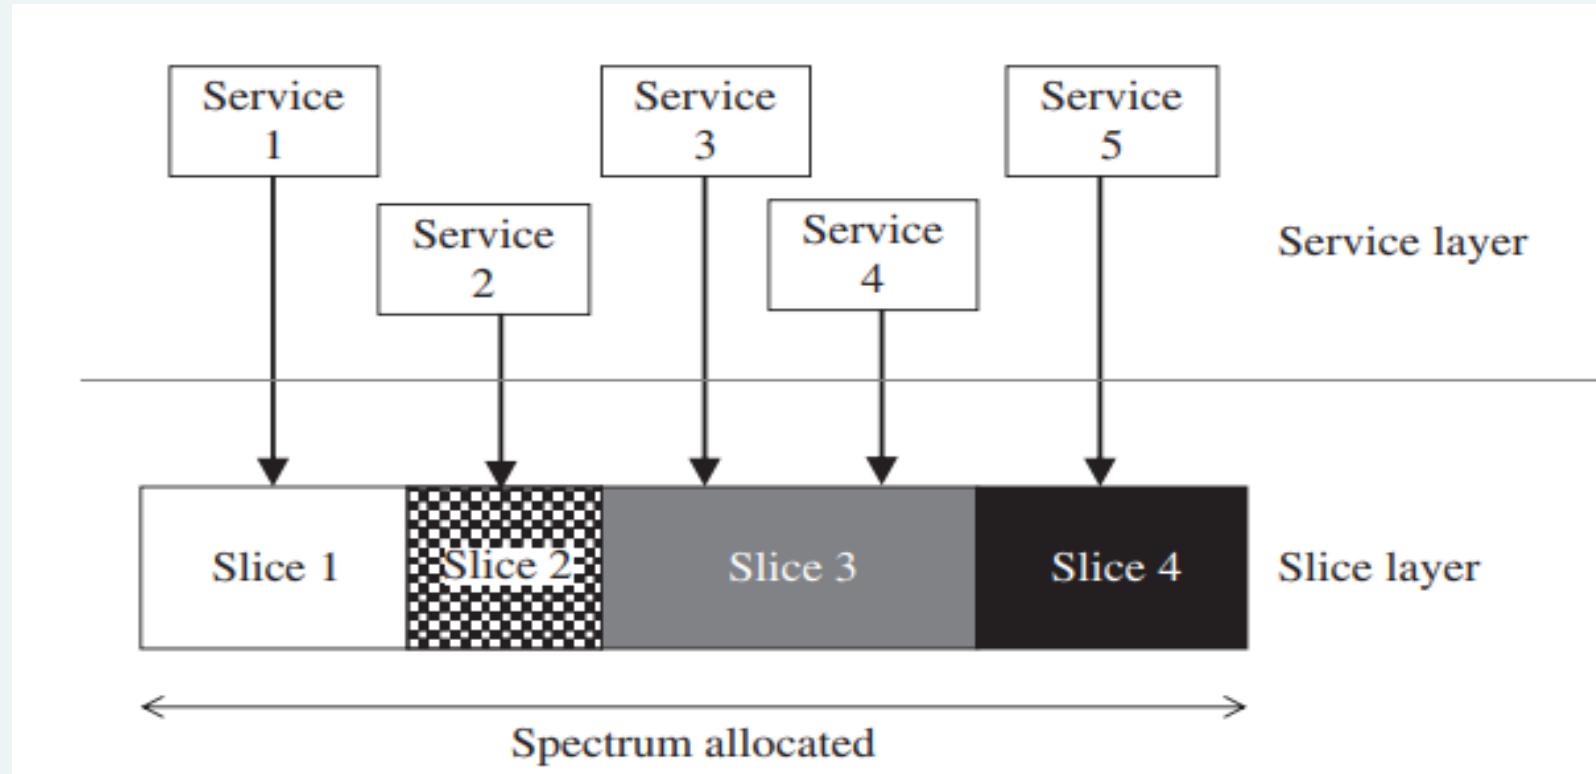 Service
1
Service
3
Service
5
Service
2
Service
4
Service layer
Slice 1
Slice 2
Slice 3
Slice 4
Slice layer
Spectrum allocated